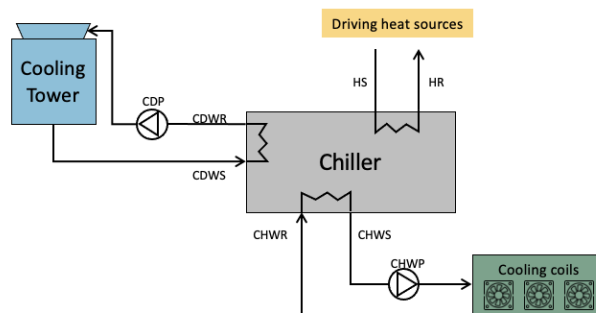 Driving heat sources
Cooling
Tower
HS
HR
CDP
CDWR
Chiller
CDWS
CHWR
CHWS
CHWP
Cooling coils